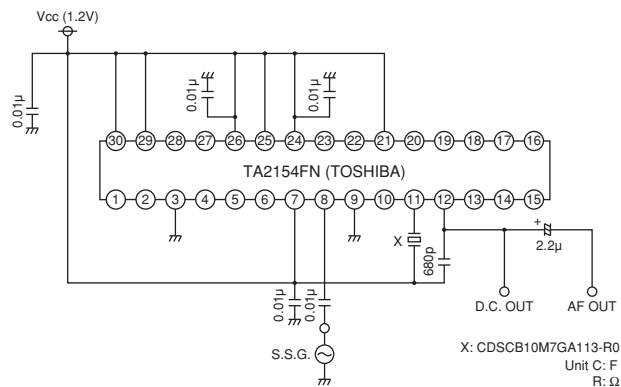 Vcc (1.2V)
0.01µ
0.01µ
0.01µ
30 29 28 27 26 25 24 23 22 21 20 19 18 17 16
TA2154FN (TOSHIBA)
1 2 3 4 5 6 7 8 9 10 11 12 13 14 15
X
680p
+
2.2µ
0.01µ
0.01µ
D.C. OUT
AF OUT
S.S.G.
X: CDSCB10M7GA113-R0
Unit C: F
R: Ω